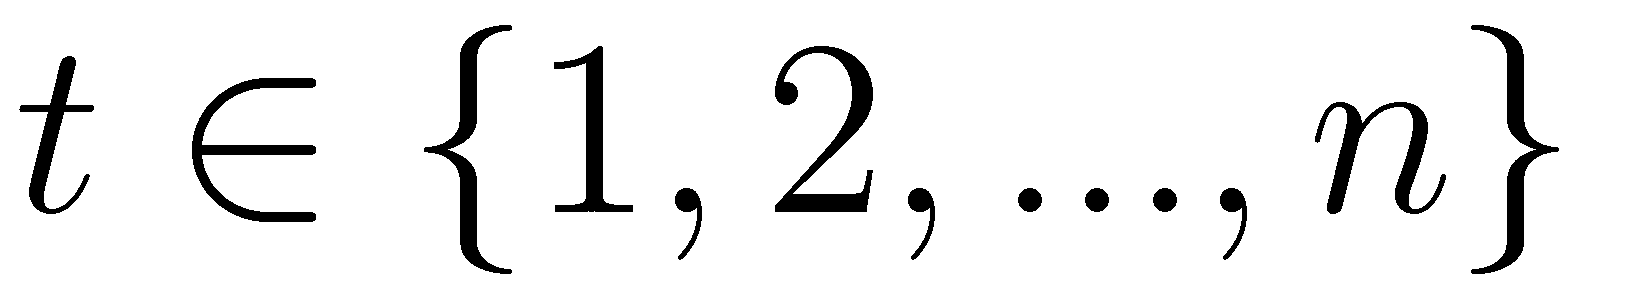 t ∈ {1, 2, ..., n}